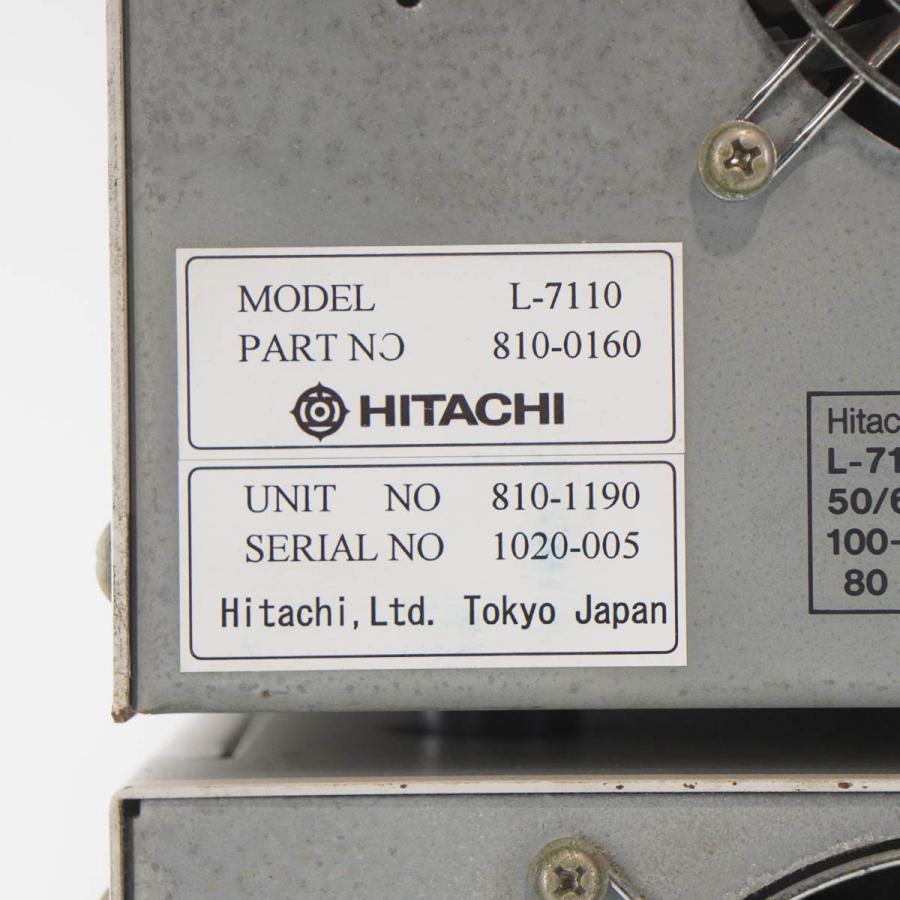 MODEL L-7110
PART NO 810-0160
HITACHI
UNIT NO 810-1190
SERIAL NO 1020-005
Hitachi,Ltd. Tokyo Japan
Hitac
L-71
50/6
100-
80